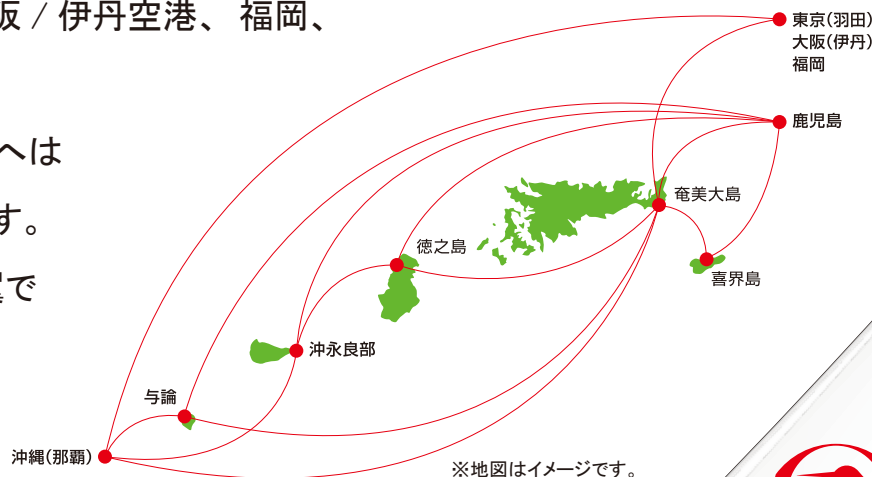 阪 / 伊丹空港、 福岡、
へは
す。
で
東京(羽田)
大阪(伊丹)
福岡
鹿児島
奄美大島
徳之島
喜界島
沖永良部
与論
沖縄(那覇)
※地図はイメージです。